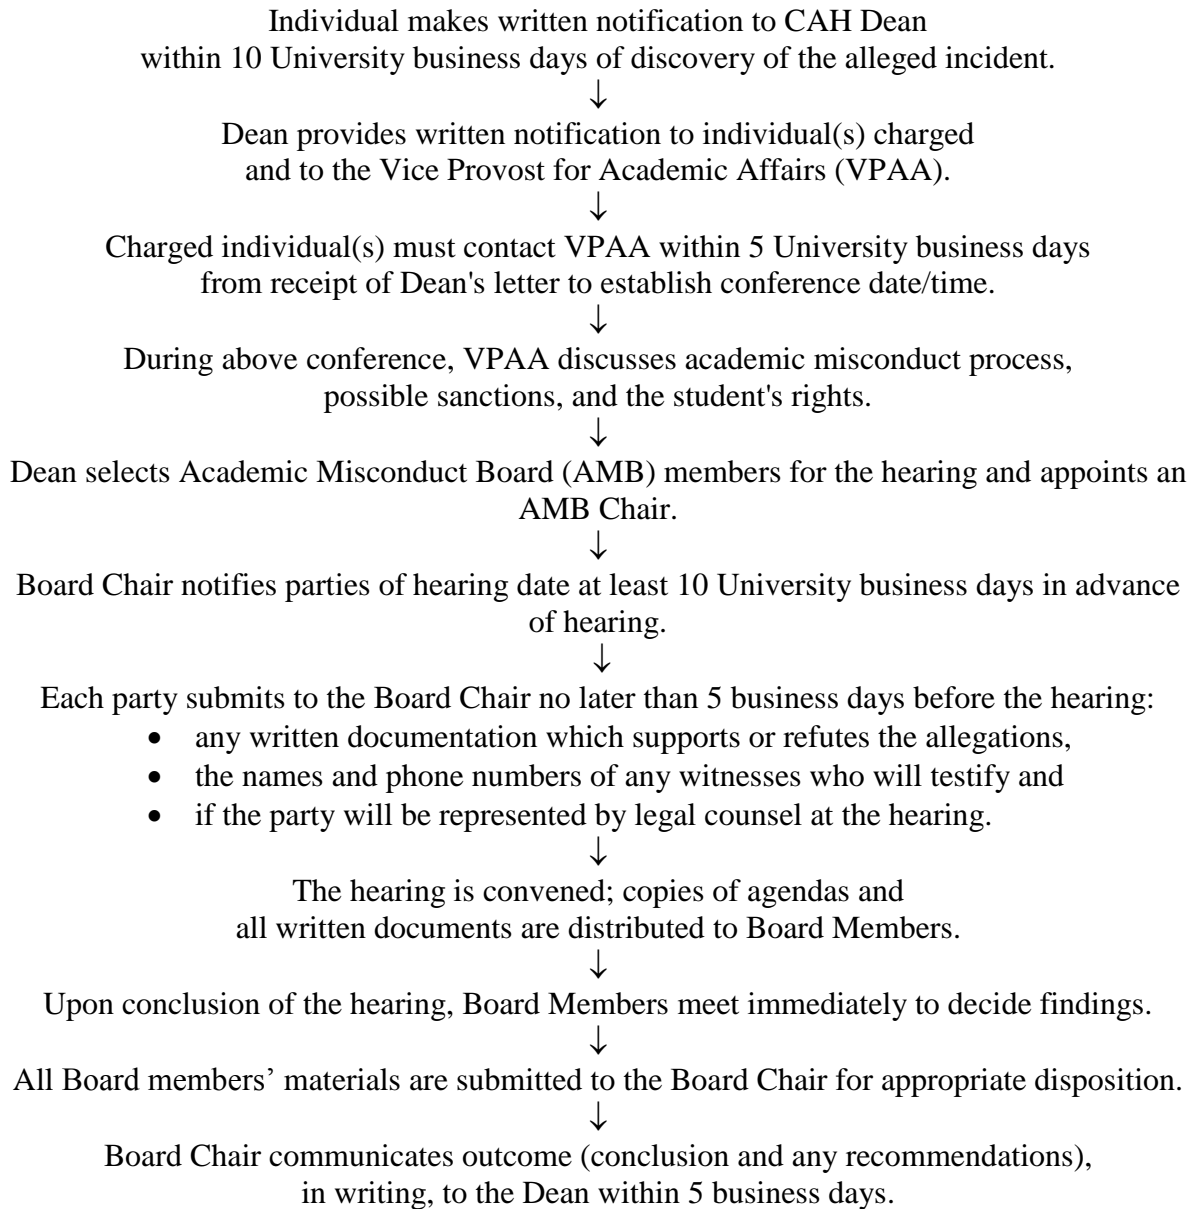 Individual makes written notification to CAH Dean
within 10 University business days of discovery of the alleged incident.
↓
Dean provides written notification to individual(s) charged
and to the Vice Provost for Academic Affairs (VPAA).
↓
Charged individual(s) must contact VPAA within 5 University business days
from receipt of Dean's letter to establish conference date/time.
↓
During above conference, VPAA discusses academic misconduct process,
possible sanctions, and the student's rights.
↓
Dean selects Academic Misconduct Board (AMB) members for the hearing and appoints an
AMB Chair.
↓
Board Chair notifies parties of hearing date at least 10 University business days in advance
of hearing.
↓
Each party submits to the Board Chair no later than 5 business days before the hearing:
• any written documentation which supports or refutes the allegations,
• the names and phone numbers of any witnesses who will testify and
• if the party will be represented by legal counsel at the hearing.
↓
The hearing is convened; copies of agendas and
all written documents are distributed to Board Members.
↓
Upon conclusion of the hearing, Board Members meet immediately to decide findings.
↓
All Board members’ materials are submitted to the Board Chair for appropriate disposition.
↓
Board Chair communicates outcome (conclusion and any recommendations),
in writing, to the Dean within 5 business days.